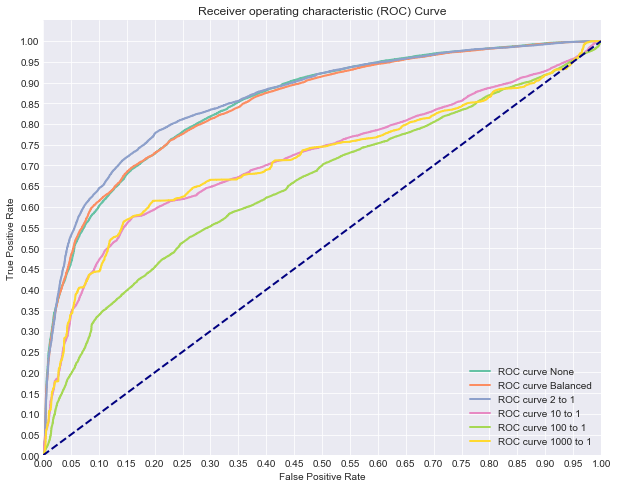 Receiver operating characteristic (ROC) Curve
1.00
0.95
0.90
0.85
0.80
0.75
0.70
0.65
0.60
0.55
0.50
0.45
0.40
0.35
0.30
0.25
0.20
0.15
0.10
0.05
0.00
True Positive Rate
ROC curve None
ROC curve Balanced
ROC curve 2 to 1
ROC curve 10 to 1
ROC curve 100 to 1
ROC curve 1000 to 1
0.00 0.05 0.10 0.15 0.20 0.25 0.30 0.35 0.40 0.45 0.50 0.55 0.60 0.65 0.70 0.75 0.80 0.85 0.90 0.95 1.00
False Positive Rate